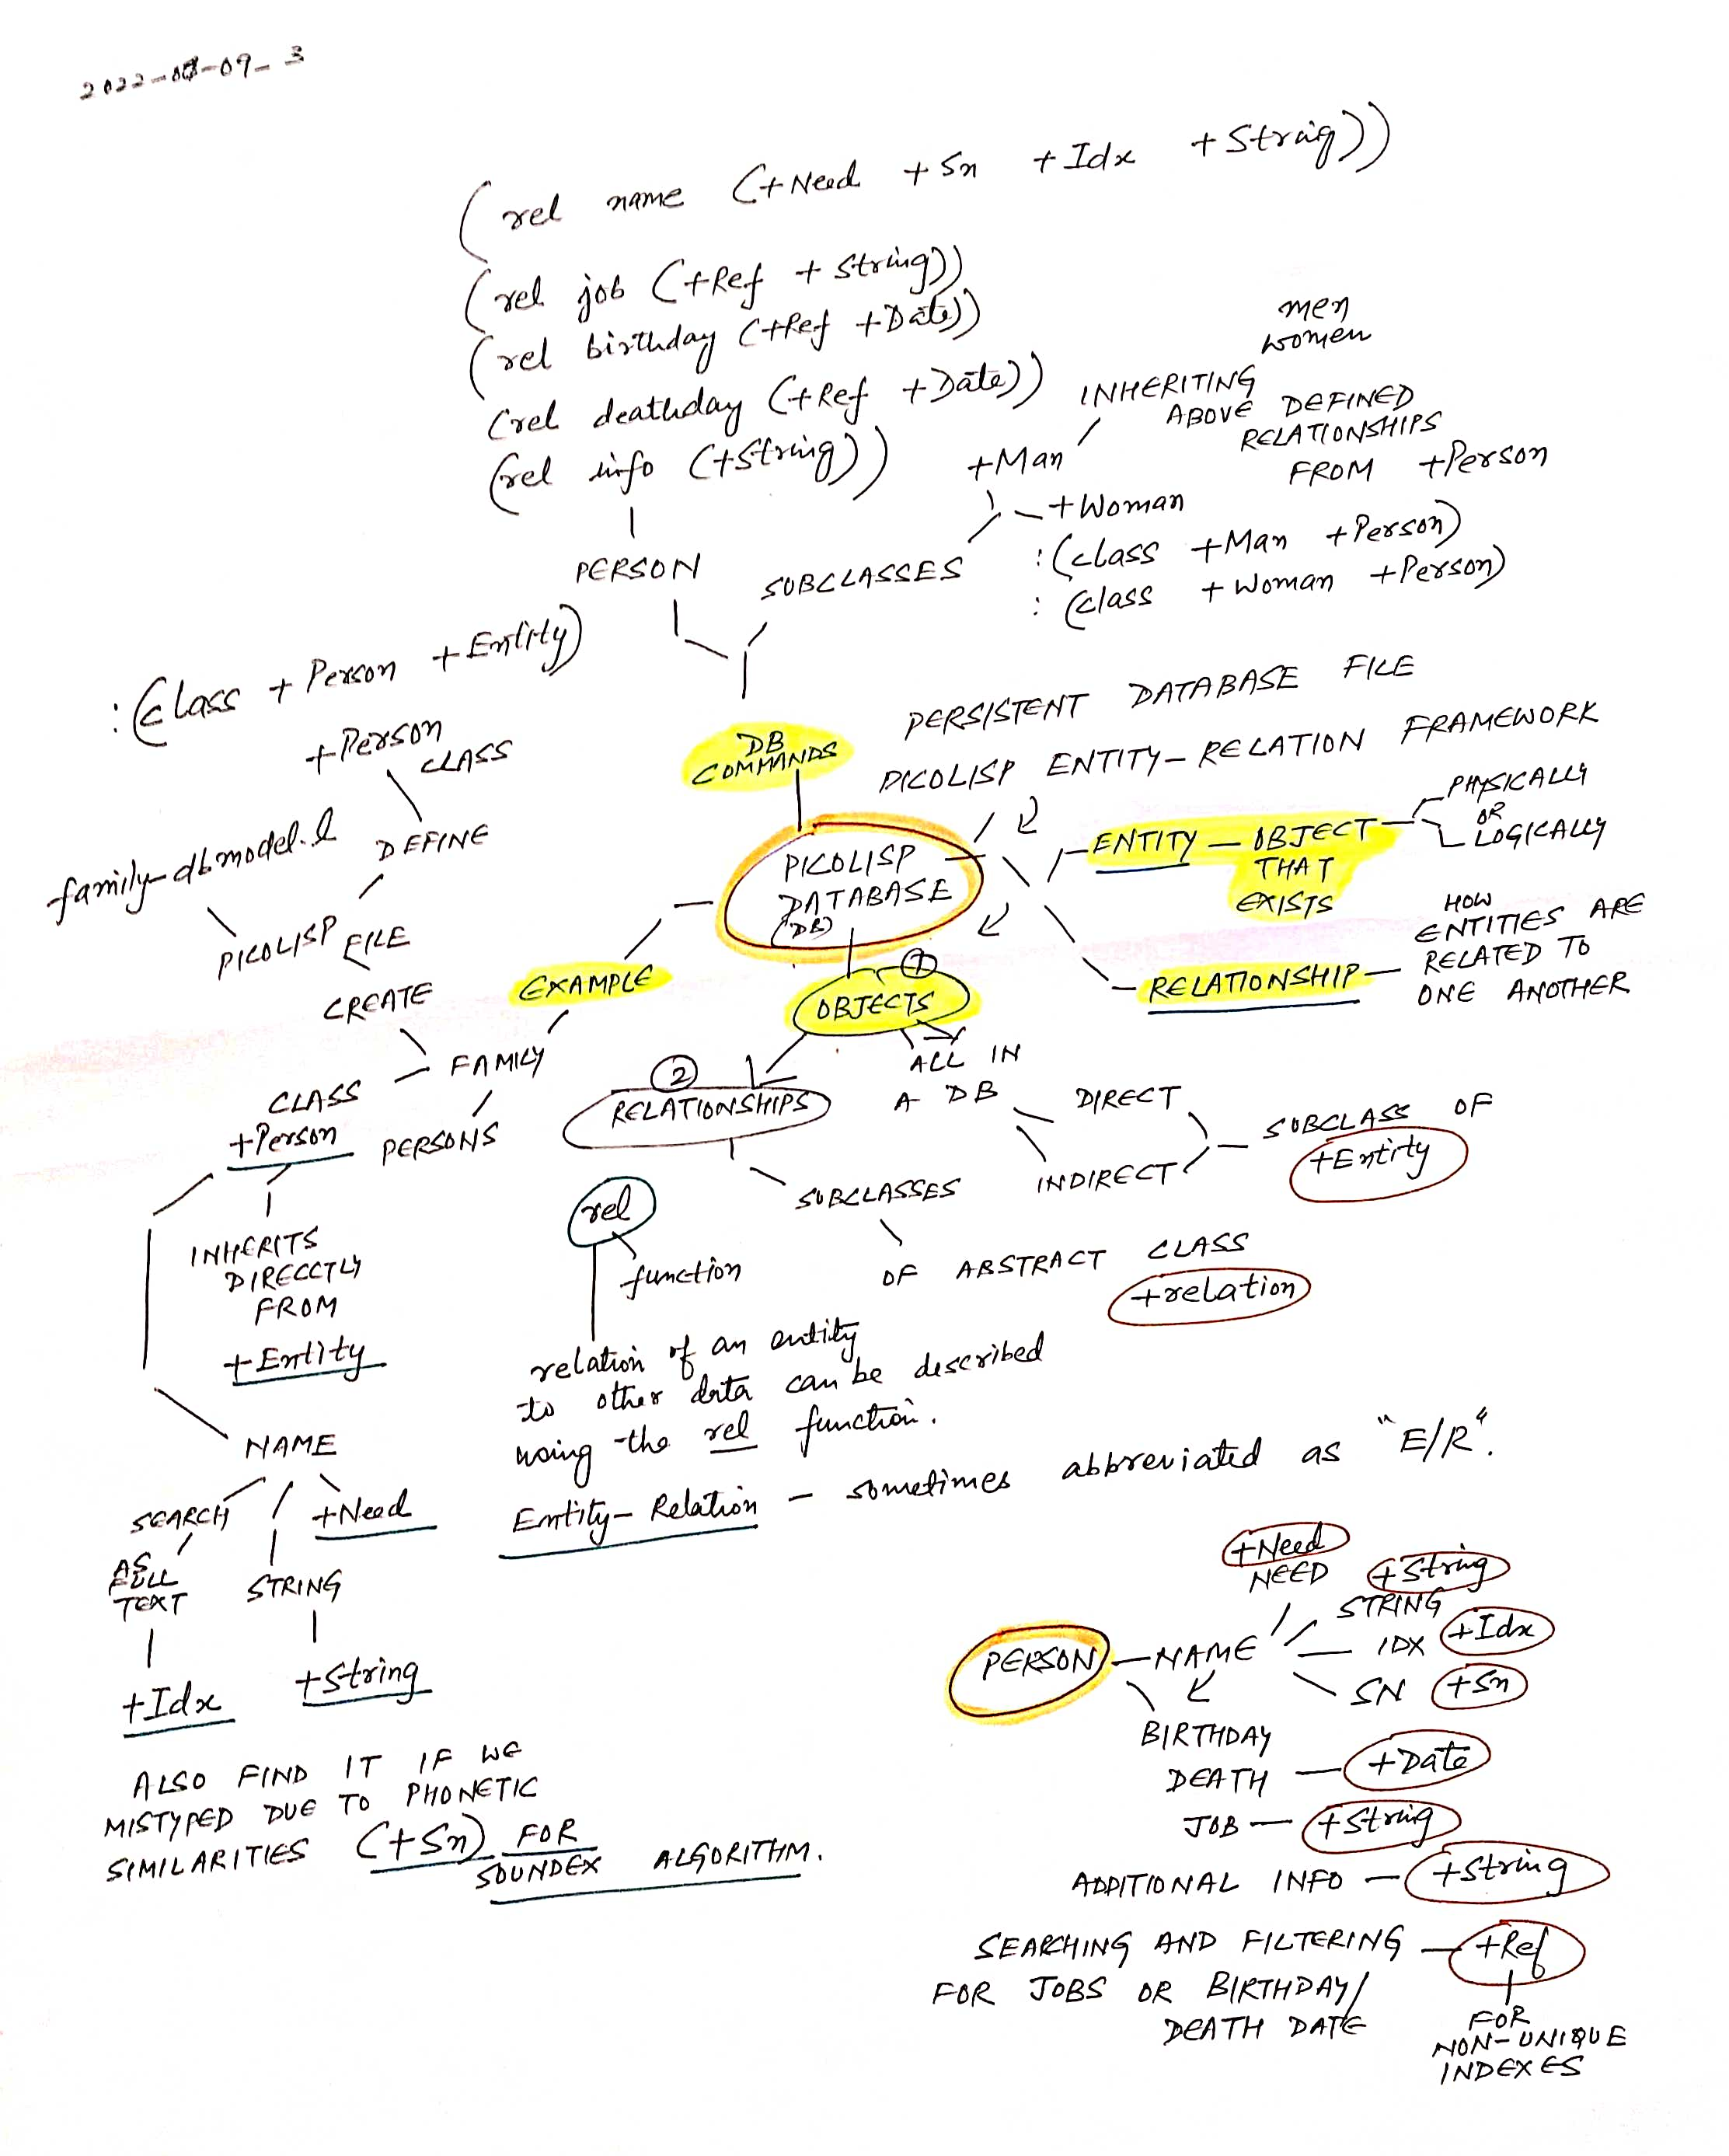 2022-08-09_3
(rel name (+Need +Sn +Idx +String))
(rel job (+Ref +String))
(rel birthday (+Ref +Date))
(rel deathday (+Ref +Date))
(rel info (+String))
PERSON
men
women
INHERITING
ABOVE DEFINED
RELATIONSHIPS
FROM +Person
+Man
+Woman
SUBCLASSES
:(class +Man +Person)
:(class +Woman +Person)
:(class +Person +Entity)
+Person
CLASS
DEFINE
family-dbmodel.l
PICOLISP FILE
CREATE
DB
COMMANDS
PERSISTENT DATABASE FILE
PICOLISP ENTITY-RELATION FRAMEWORK
PICOLISP
DATABASE
(DB)
ENTITY — OBJECT
THAT
EXISTS
PHYSICALLY
OR
LOGICALLY
RELATIONSHIP —
HOW
ENTITIES ARE
RELATED TO
ONE ANOTHER
EXAMPLE
FAMILY
CLASS
+Person
PERSONS
1
OBJECTS
ALL IN
A DB
DIRECT
INDIRECT
SUBCLASS OF
+Entity
2
RELATIONSHIPS
SUBCLASSES
OF ABSTRACT CLASS
+relation
rel
function
relation of an entity
to other data can be described
using the rel function.
Entity-Relation — sometimes abbreviated as "E/R".
INHERITS
DIRECCTLY
FROM
+Entity
NAME
SEARCH
AS
FULL
TEXT
+Idx
STRING
+String
+Need
ALSO FIND IT IF WE
MISTYPED DUE TO PHONETIC
SIMILARITIES (+Sn) FOR
SOUNDEX ALGORITHM.
PERSON — NAME
+Need
NEED
+String
STRING
IDX +Idx
SN +Sn
BIRTHDAY
DEATH — +Date
JOB — +String
ADDITIONAL INFO — +String
SEARCHING AND FILTERING — +Ref
FOR JOBS OR BIRTHDAY/
DEATH DATE
FOR
NON-UNIQUE
INDEXES